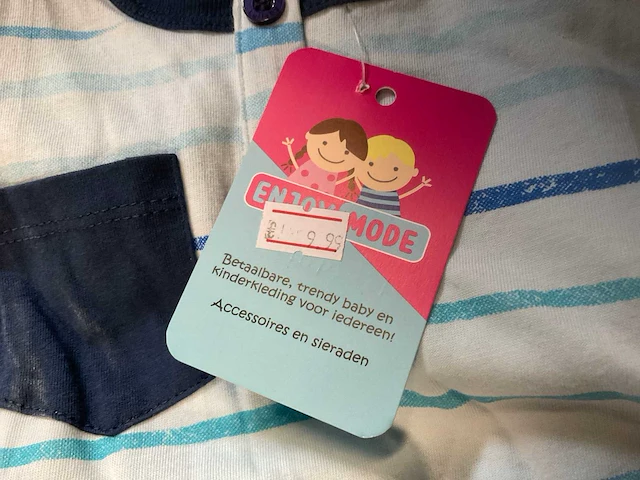 ENJOY MODE
9.99
Betaalbare, trendy baby en
kinderkleding voor iedereen!
Accessoires en sieraden